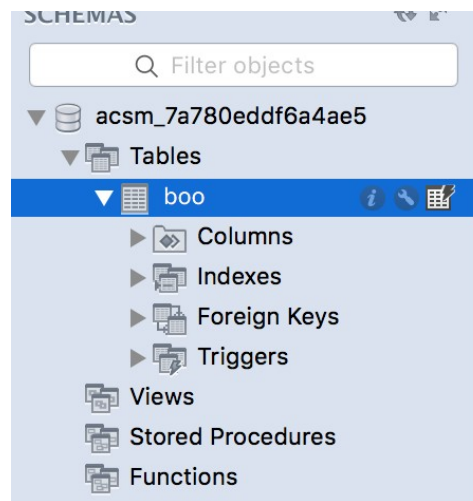 SCHEMAS
Filter objects
acsm_7a780eddf6a4ae5
Tables
boo
Columns
Indexes
Foreign Keys
Triggers
Views
Stored Procedures
Functions